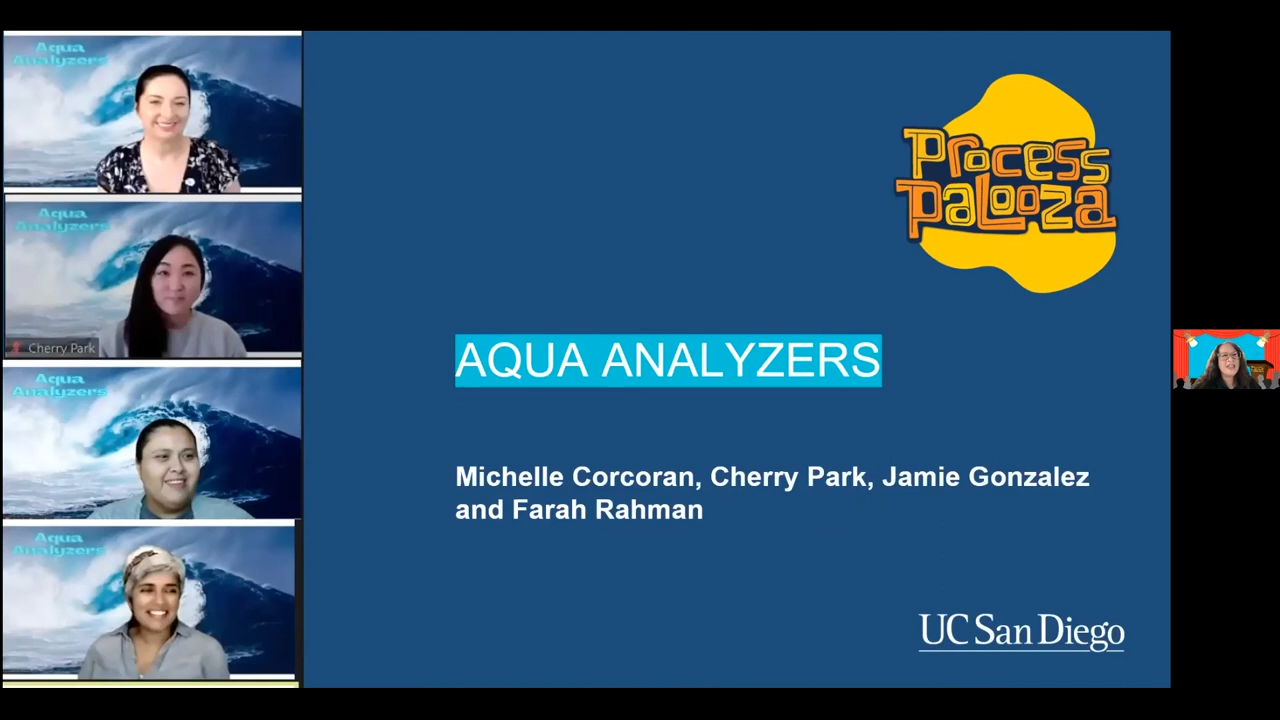 Aqua
Analyzers
Aqua
Analyzers
Cherry Park
Aqua
Analyzers
Aqua
Analyzers
Process
Palooza
AQUA ANALYZERS
Michelle Corcoran, Cherry Park, Jamie Gonzalez
and Farah Rahman
UC San Diego